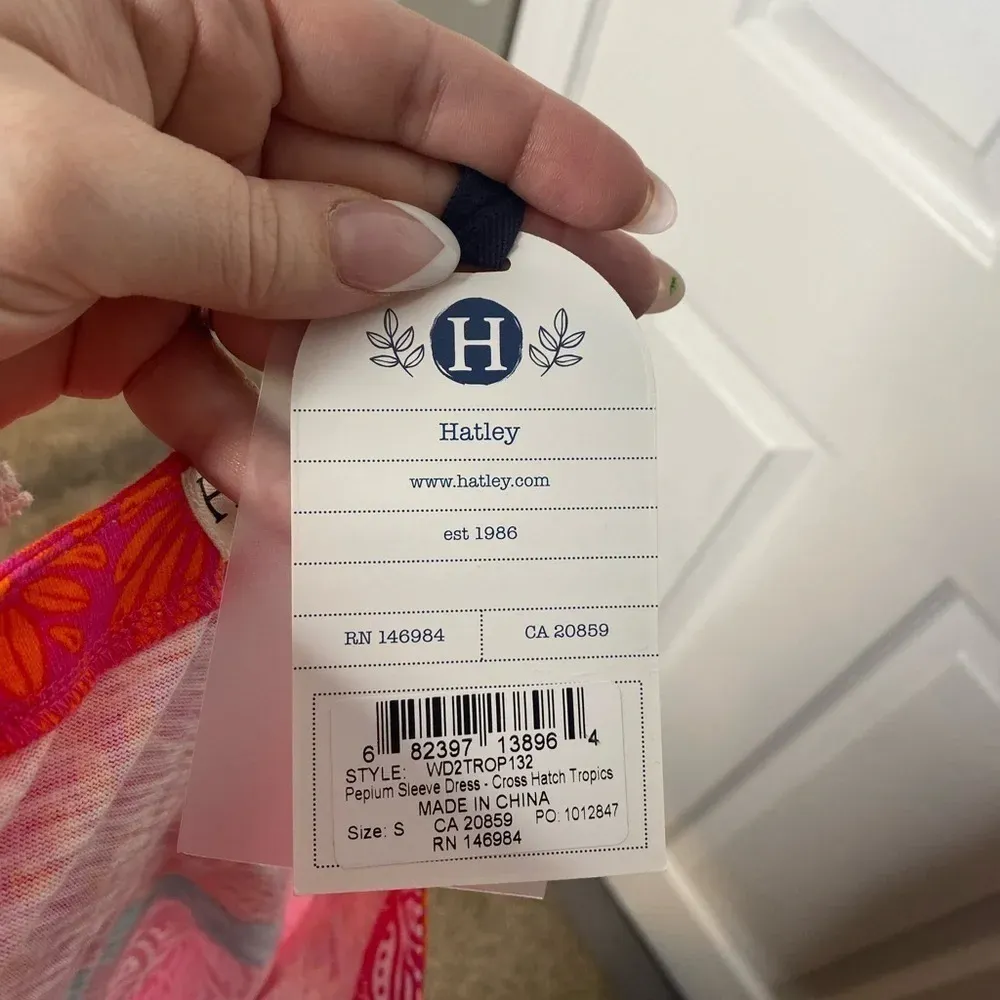 H
Hatley
www.hatley.com
est 1986
RN 146984
CA 20859
6 82397 13896 4
STYLE: WD2TROP132
Pepium Sleeve Dress - Cross Hatch Tropics
MADE IN CHINA
Size: S CA 20859 PO: 1012847
RN 146984